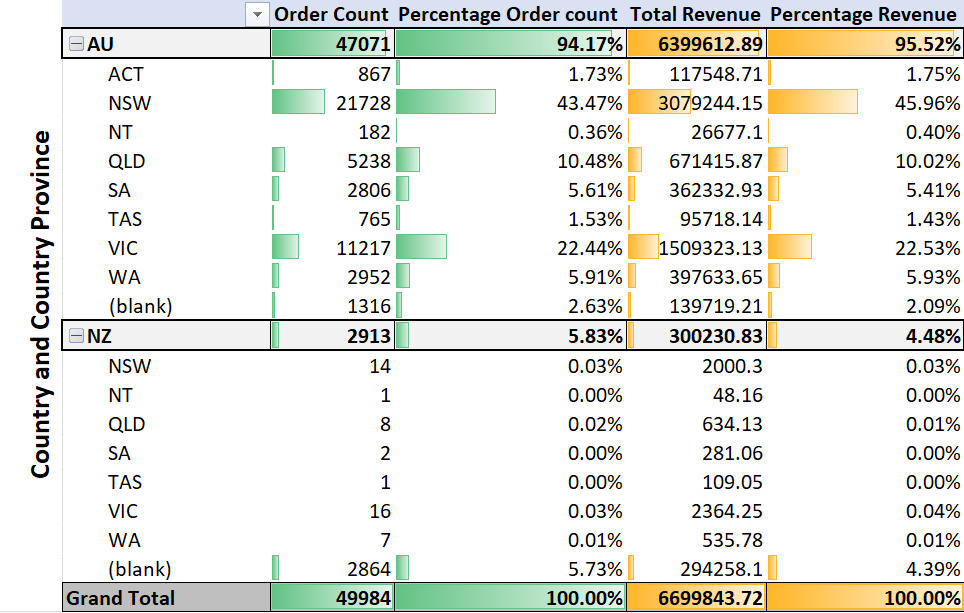 Order Count Percentage Order count Total Revenue Percentage Revenue
AU 47071 94.17% 6399612.89 95.52%
ACT 867 1.73% 117548.71 1.75%
NSW 21728 43.47% 3079244.15 45.96%
NT 182 0.36% 26677.1 0.40%
QLD 5238 10.48% 671415.87 10.02%
SA 2806 5.61% 362332.93 5.41%
TAS 765 1.53% 95718.14 1.43%
VIC 11217 22.44% 1509323.13 22.53%
WA 2952 5.91% 397633.65 5.93%
(blank) 1316 2.63% 139719.21 2.09%
NZ 2913 5.83% 300230.83 4.48%
NSW 14 0.03% 2000.3 0.03%
NT 1 0.00% 48.16 0.00%
QLD 8 0.02% 634.13 0.01%
SA 2 0.00% 281.06 0.00%
TAS 1 0.00% 109.05 0.00%
VIC 16 0.03% 2364.25 0.04%
WA 7 0.01% 535.78 0.01%
(blank) 2864 5.73% 294258.1 4.39%
Grand Total 49984 100.00% 6699843.72 100.00%
Country and Country Province